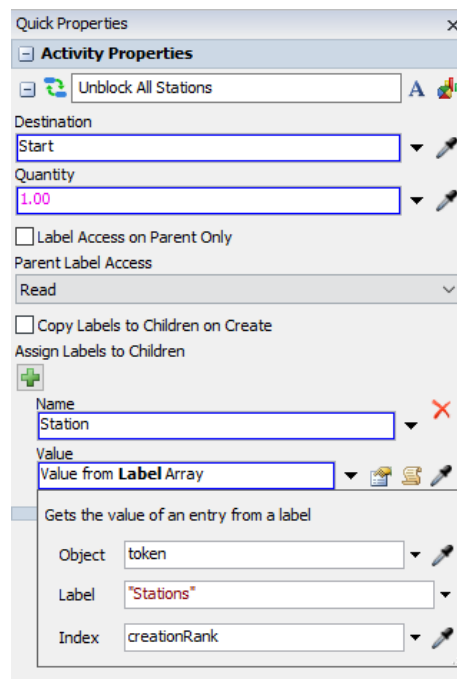 Quick Properties
Activity Properties
Unblock All Stations
A
Destination
Start
Quantity
1.00
Label Access on Parent Only
Parent Label Access
Read
Copy Labels to Children on Create
Assign Labels to Children
Name
Station
Value
Value from Label Array
Gets the value of an entry from a label
Object token
Label "Stations"
Index creationRank